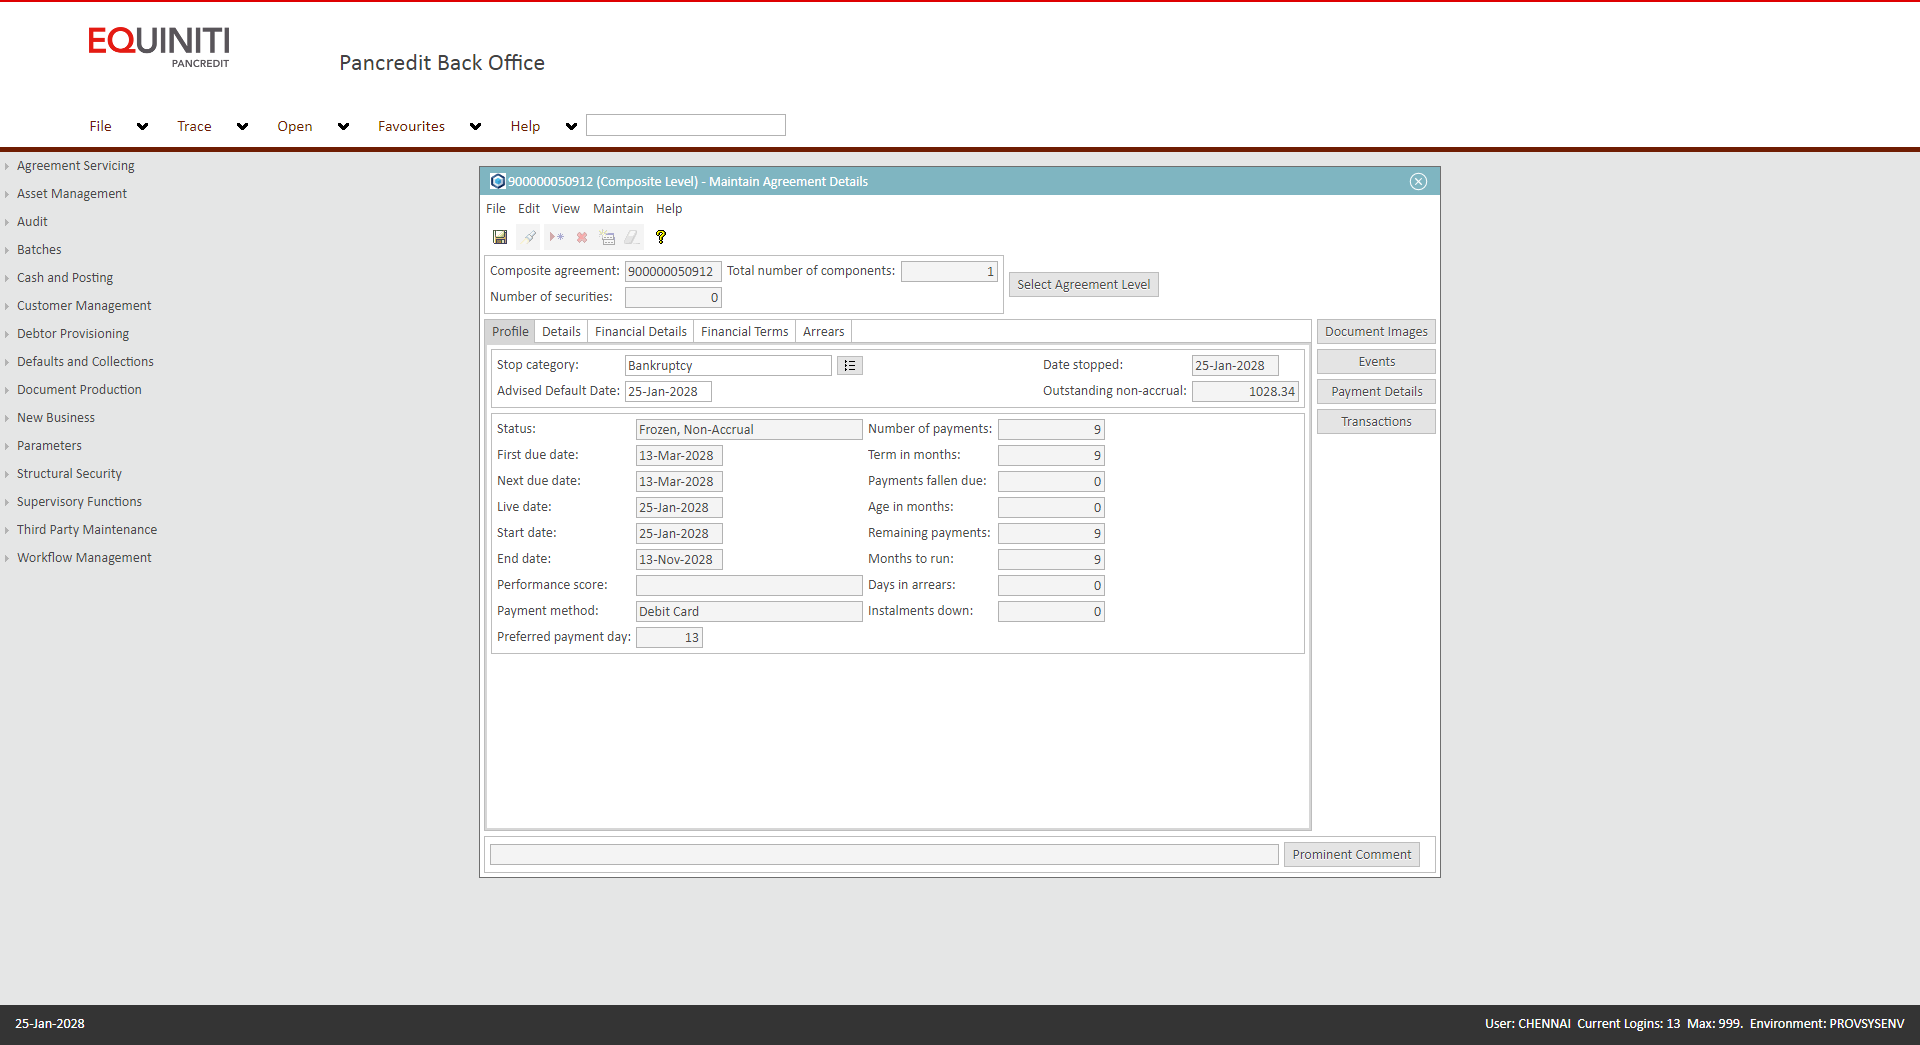 EQUINITI
PANCREDIT
Pancredit Back Office
File Trace Open Favourites Help
Agreement Servicing
Asset Management
Audit
Batches
Cash and Posting
Customer Management
Debtor Provisioning
Defaults and Collections
Document Production
New Business
Parameters
Structural Security
Supervisory Functions
Third Party Maintenance
Workflow Management
900000050912 (Composite Level) - Maintain Agreement Details
File Edit View Maintain Help
Composite agreement: 900000050912 Total number of components: 1
Number of securities: 0
Select Agreement Level
Profile Details Financial Details Financial Terms Arrears
Document Images
Events
Payment Details
Transactions
Stop category: Bankruptcy Date stopped: 25-Jan-2028
Advised Default Date: 25-Jan-2028 Outstanding non-accrual: 1028.34
Status: Frozen, Non-Accrual Number of payments: 9
First due date: 13-Mar-2028 Term in months: 9
Next due date: 13-Mar-2028 Payments fallen due: 0
Live date: 25-Jan-2028 Age in months: 0
Start date: 25-Jan-2028 Remaining payments: 9
End date: 13-Nov-2028 Months to run: 9
Performance score: Days in arrears: 0
Payment method: Debit Card Instalments down: 0
Preferred payment day: 13
Prominent Comment
25-Jan-2028 User: CHENNAI Current Logins: 13 Max: 999. Environment: PROVSYSENV